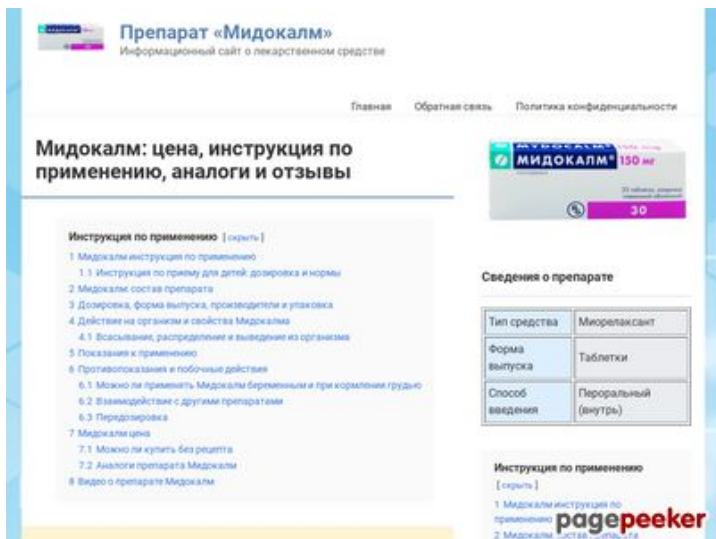 Препарат «Мидокалм»
Информационный сайт о лекарственном средстве
Главная Обратная связь Политика конфиденциальности
Мидокалм: цена, инструкция по
применению, аналоги и отзывы
Инструкция по применению [ скрыть ]
1 Мидокалм инструкция по применению
1.1 Инструкция по приему для детей: дозировка и нормы
2 Мидокалм: состав препарата
3 Дозировка, форма выпуска, производители и упаковка
4 Действие на организм и свойства Мидокалма
4.1 Всасывание, распределение и выведение из организма
5 Показания к применению
6 Противопоказания и побочные действия
6.1 Можно ли применять Мидокалм беременным и при кормлении грудью
6.2 Взаимодействие с другими препаратами
6.3 Передозировка
7 Мидокалм цена
7.1 Можно ли купить без рецепта
7.2 Аналоги препарата Мидокалм
8 Видео о препарате Мидокалм
МИДОКАЛМ® 150 мг
30
Сведения о препарате
Тип средства Миорелаксант
Форма
выпуска
Таблетки
Способ
введения
Пероральный
(внутрь)
Инструкция по применению
[ скрыть ]
1 Мидокалм инструкция по
применению
2 Мидокалм: состав препарата
pagepeeker